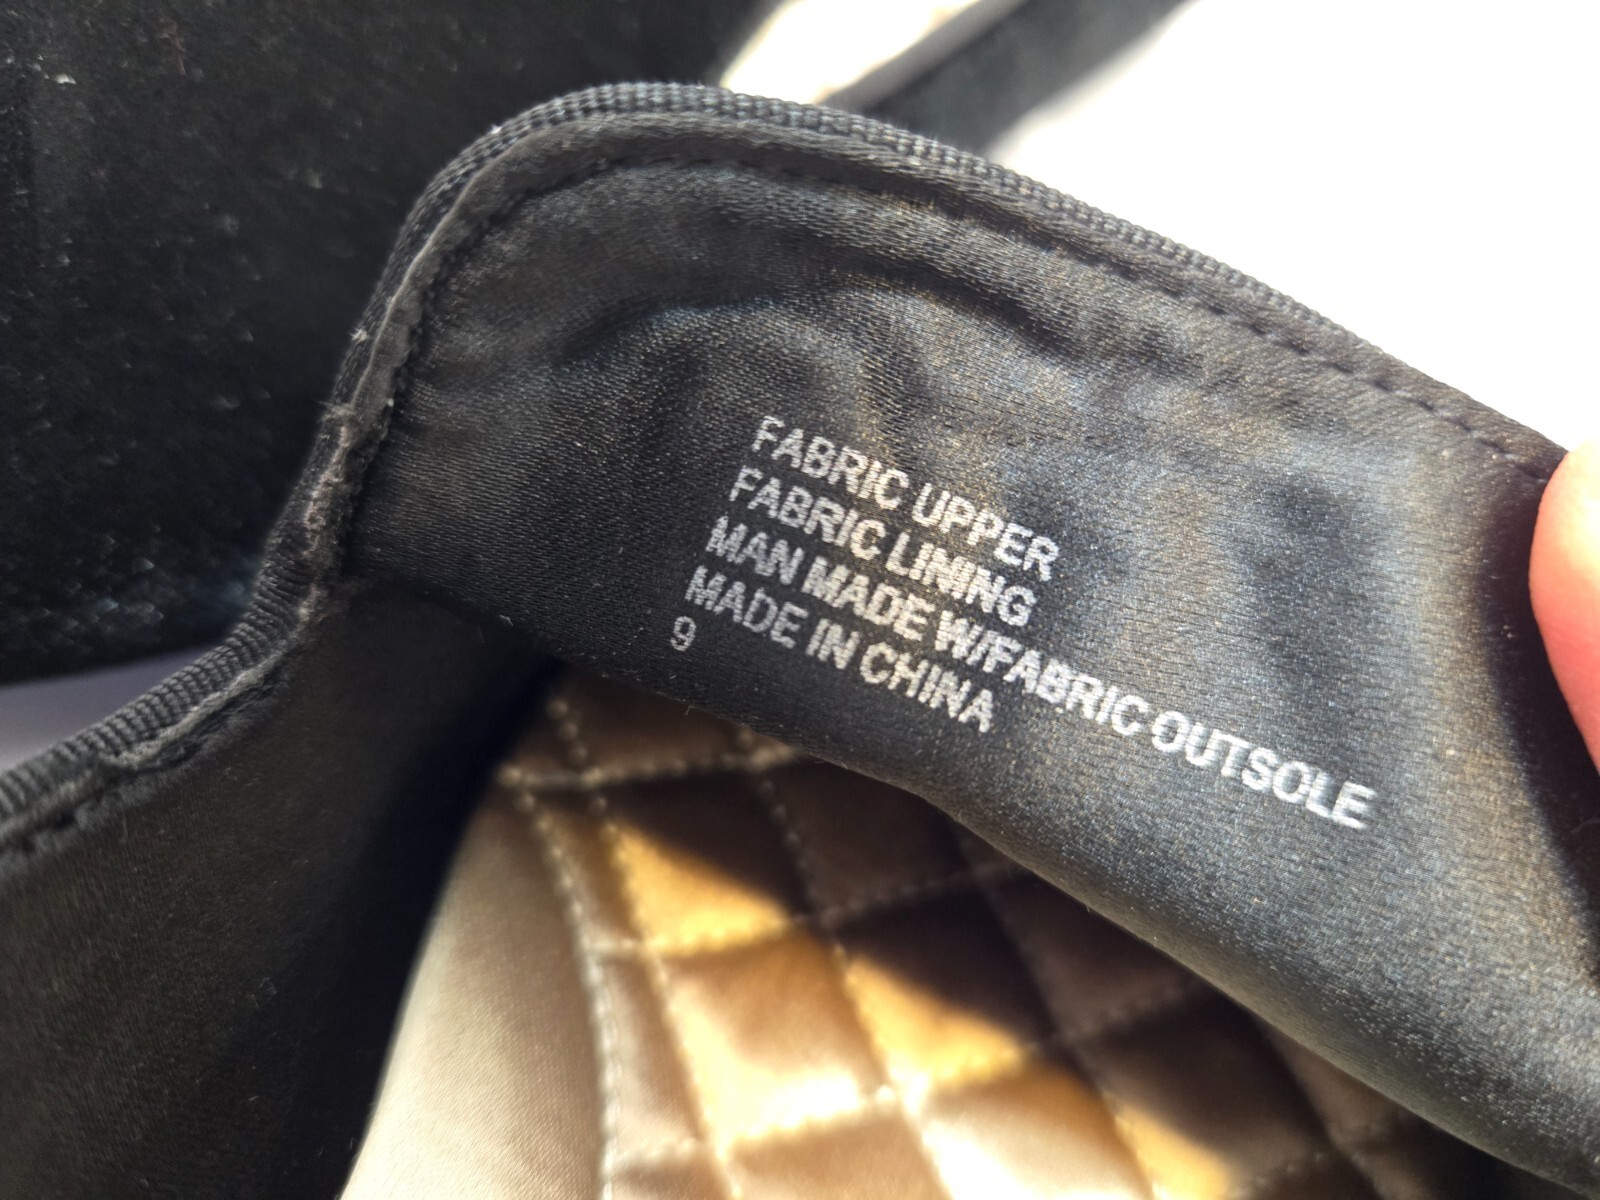 FABRIC UPPER
FABRIC LINING
MAN MADE W/FABRIC OUTSOLE
MADE IN CHINA
9